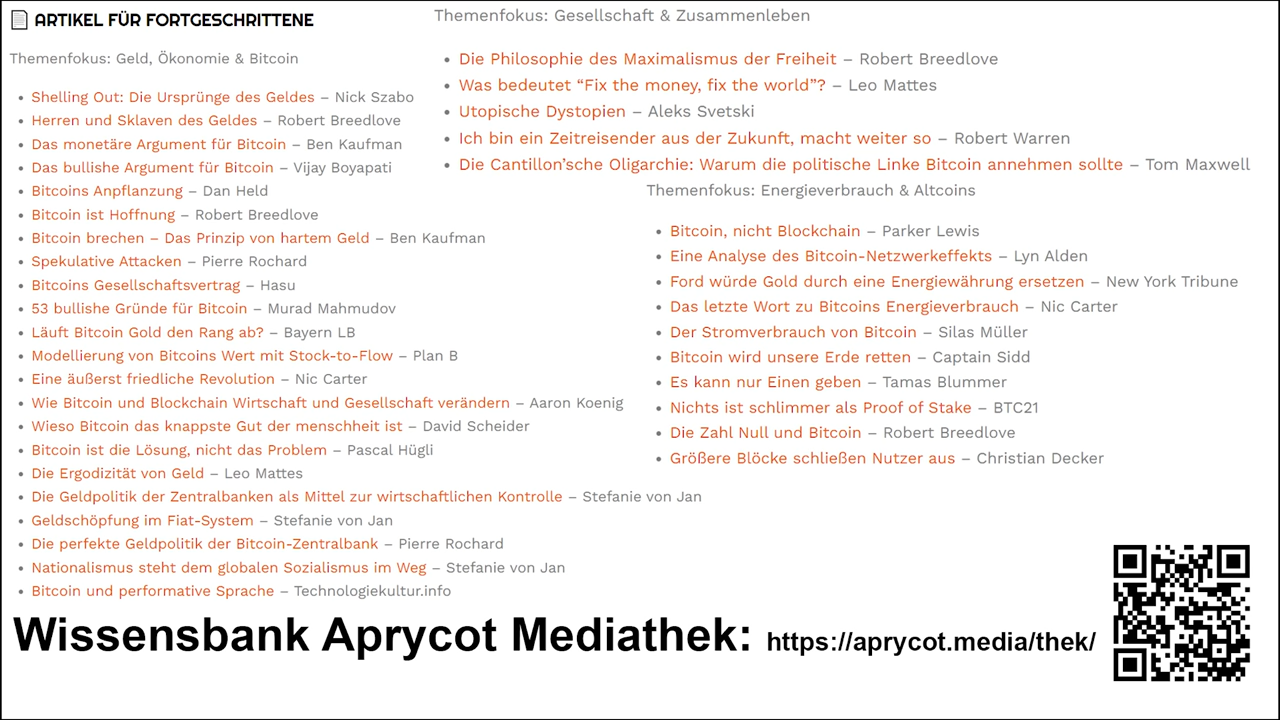 ARTIKEL FÜR FORTGESCHRITTENE
Themenfokus: Geld, Ökonomie & Bitcoin
Shelling Out: Die Ursprünge des Geldes – Nick Szabo
Herren und Sklaven des Geldes – Robert Breedlove
Das monetäre Argument für Bitcoin – Ben Kaufman
Das bullishe Argument für Bitcoin – Vijay Boyapati
Bitcoins Anpflanzung – Dan Held
Bitcoin ist Hoffnung – Robert Breedlove
Bitcoin brechen – Das Prinzip von hartem Geld – Ben Kaufman
Spekulative Attacken – Pierre Rochard
Bitcoins Gesellschaftsvertrag – Hasu
53 bullishe Gründe für Bitcoin – Murad Mahmudov
Läuft Bitcoin Gold den Rang ab? – Bayern LB
Modellierung von Bitcoins Wert mit Stock-to-Flow – Plan B
Eine äußerst friedliche Revolution – Nic Carter
Wie Bitcoin und Blockchain Wirtschaft und Gesellschaft verändern – Aaron Koenig
Wieso Bitcoin das knappste Gut der menschheit ist – David Scheider
Bitcoin ist die Lösung, nicht das Problem – Pascal Hügli
Die Ergodizität von Geld – Leo Mattes
Die Geldpolitik der Zentralbanken als Mittel zur wirtschaftlichen Kontrolle – Stefanie von Jan
Geldschöpfung im Fiat-System – Stefanie von Jan
Die perfekte Geldpolitik der Bitcoin-Zentralbank – Pierre Rochard
Nationalismus steht dem globalen Sozialismus im Weg – Stefanie von Jan
Bitcoin und performative Sprache – Technologiekultur.info
Themenfokus: Gesellschaft & Zusammenleben
Die Philosophie des Maximalismus der Freiheit – Robert Breedlove
Was bedeutet “Fix the money, fix the world”? – Leo Mattes
Utopische Dystopien – Aleks Svetski
Ich bin ein Zeitreisender aus der Zukunft, macht weiter so – Robert Warren
Die Cantillon’sche Oligarchie: Warum die politische Linke Bitcoin annehmen sollte – Tom Maxwell
Themenfokus: Energieverbrauch & Altcoins
Bitcoin, nicht Blockchain – Parker Lewis
Eine Analyse des Bitcoin-Netzwerkeffekts – Lyn Alden
Ford würde Gold durch eine Energiewährung ersetzen – New York Tribune
Das letzte Wort zu Bitcoins Energieverbrauch – Nic Carter
Der Stromverbrauch von Bitcoin – Silas Müller
Bitcoin wird unsere Erde retten – Captain Sidd
Es kann nur Einen geben – Tamas Blummer
Nichts ist schlimmer als Proof of Stake – BTC21
Die Zahl Null und Bitcoin – Robert Breedlove
Größere Blöcke schließen Nutzer aus – Christian Decker
Wissensbank Aprycot Mediathek: https://aprycot.media/thek/